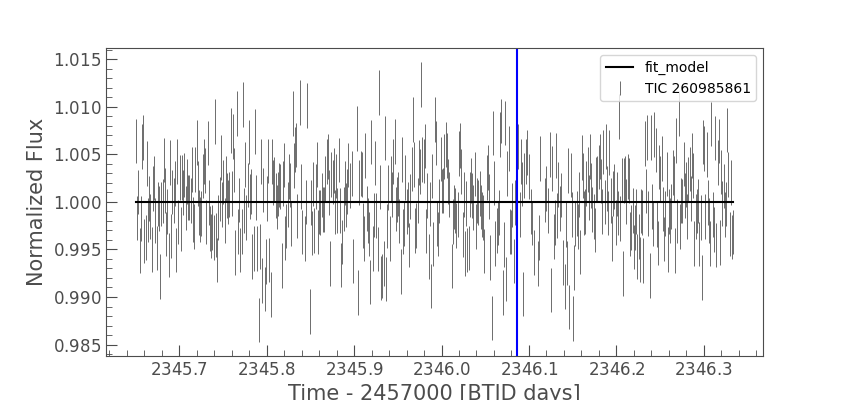 1.015
1.010
1.005
1.000
0.995
0.990
0.985
Normalized Flux
fit_model
TIC 260985861
2345.7 2345.8 2345.9 2346.0 2346.1 2346.2 2346.3
Time - 2457000 [BTJD days]